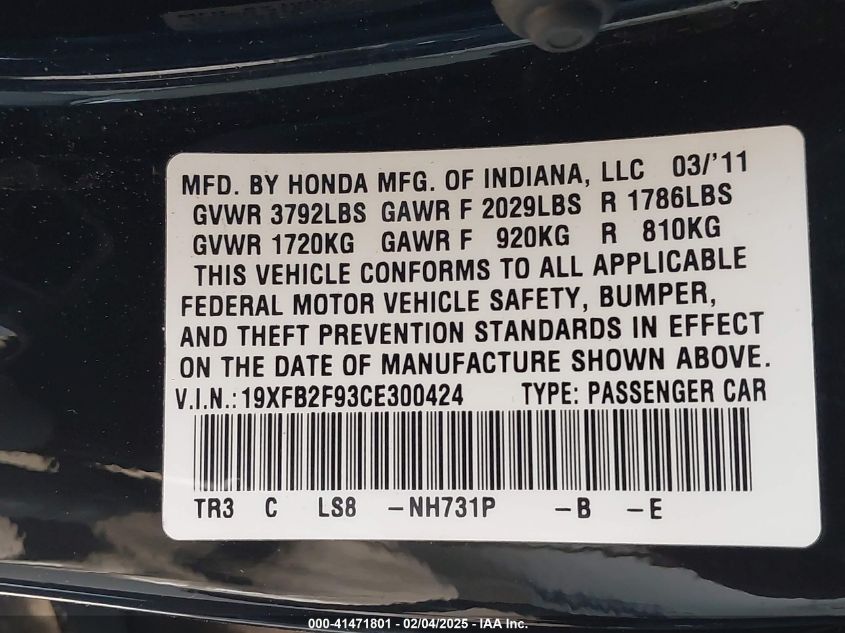 MFD. BY HONDA MFG. OF INDIANA, LLC 03/'11
GVWR 3792LBS GAWR F 2029LBS R 1786LBS
GVWR 1720KG GAWR F 920KG R 810KG
THIS VEHICLE CONFORMS TO ALL APPLICABLE
FEDERAL MOTOR VEHICLE SAFETY, BUMPER,
AND THEFT PREVENTION STANDARDS IN EFFECT
ON THE DATE OF MANUFACTURE SHOWN ABOVE.
V.I.N.:19XFB2F93CE300424 TYPE: PASSENGER CAR
TR3 C LS8 -NH731P -B -E
000-41471801 - 02/04/2025 - IAA Inc.